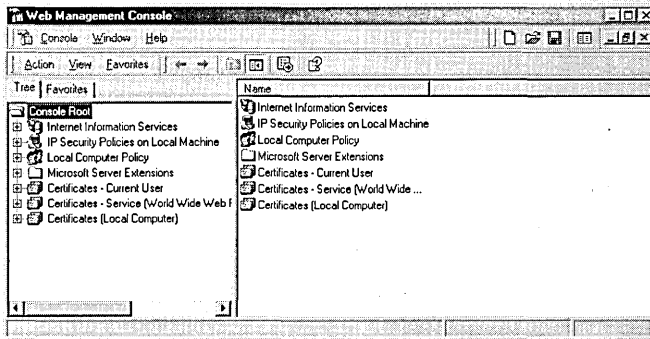 Web Management Console
Console Window Help
Action View Favorites
Tree Favorites
Name
Console Root
Internet Information Services
IP Security Policies on Local Machine
Local Computer Policy
Microsoft Server Extensions
Certificates - Current User
Certificates - Service (World Wide Web F
Certificates (Local Computer)
Internet Information Services
IP Security Policies on Local Machine
Local Computer Policy
Microsoft Server Extensions
Certificates - Current User
Certificates - Service (World Wide ...
Certificates (Local Computer)